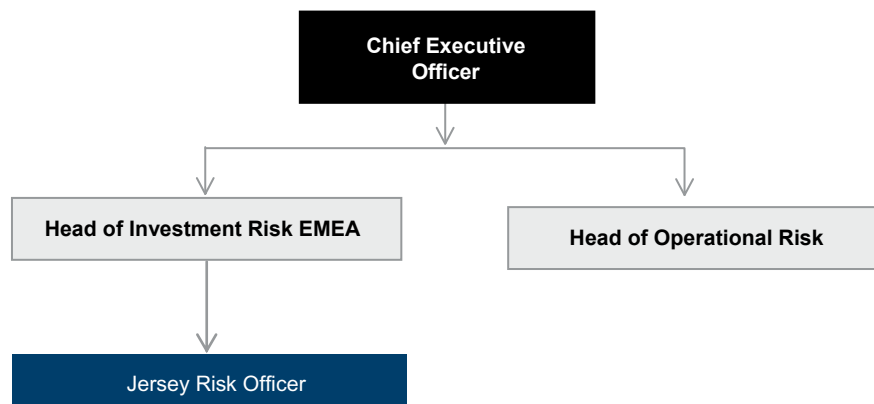 Chief Executive
Officer
Head of Investment Risk EMEA
Head of Operational Risk
Jersey Risk Officer